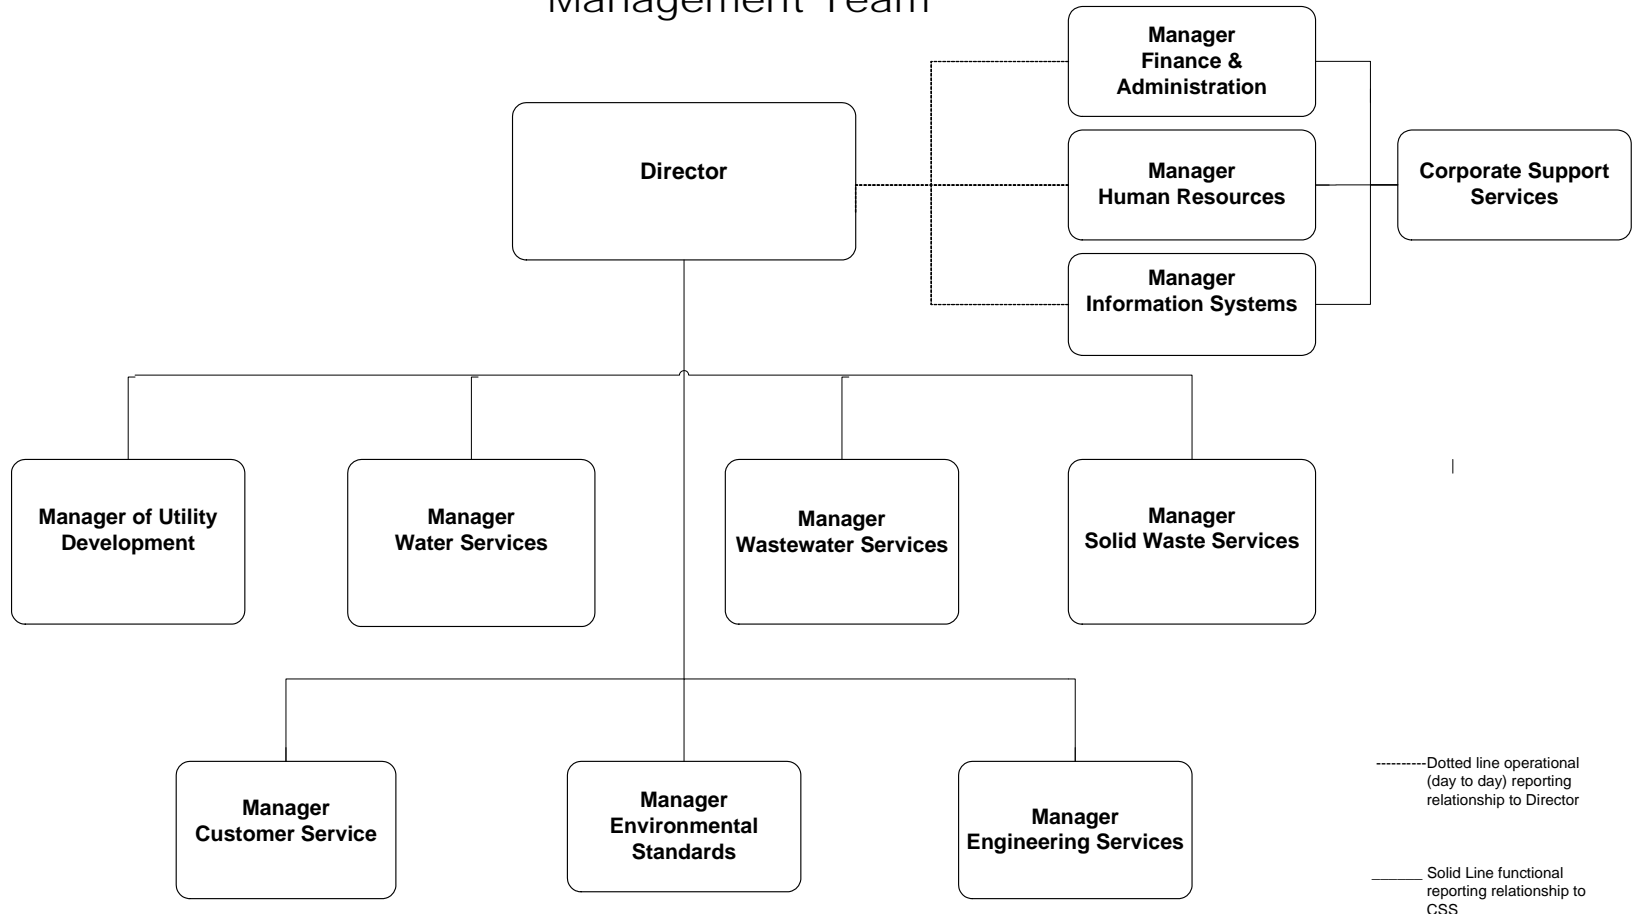 Management Team
Manager
Finance &
Administration
Director
Manager
Human Resources
Corporate Support
Services
Manager
Information Systems
Manager of Utility
Development
Manager
Water Services
Manager
Wastewater Services
Manager
Solid Waste Services
Manager
Customer Service
Manager
Environmental
Standards
Manager
Engineering Services
----------Dotted line operational
(day to day) reporting
relationship to Director
______ Solid Line functional
reporting relationship to
CSS